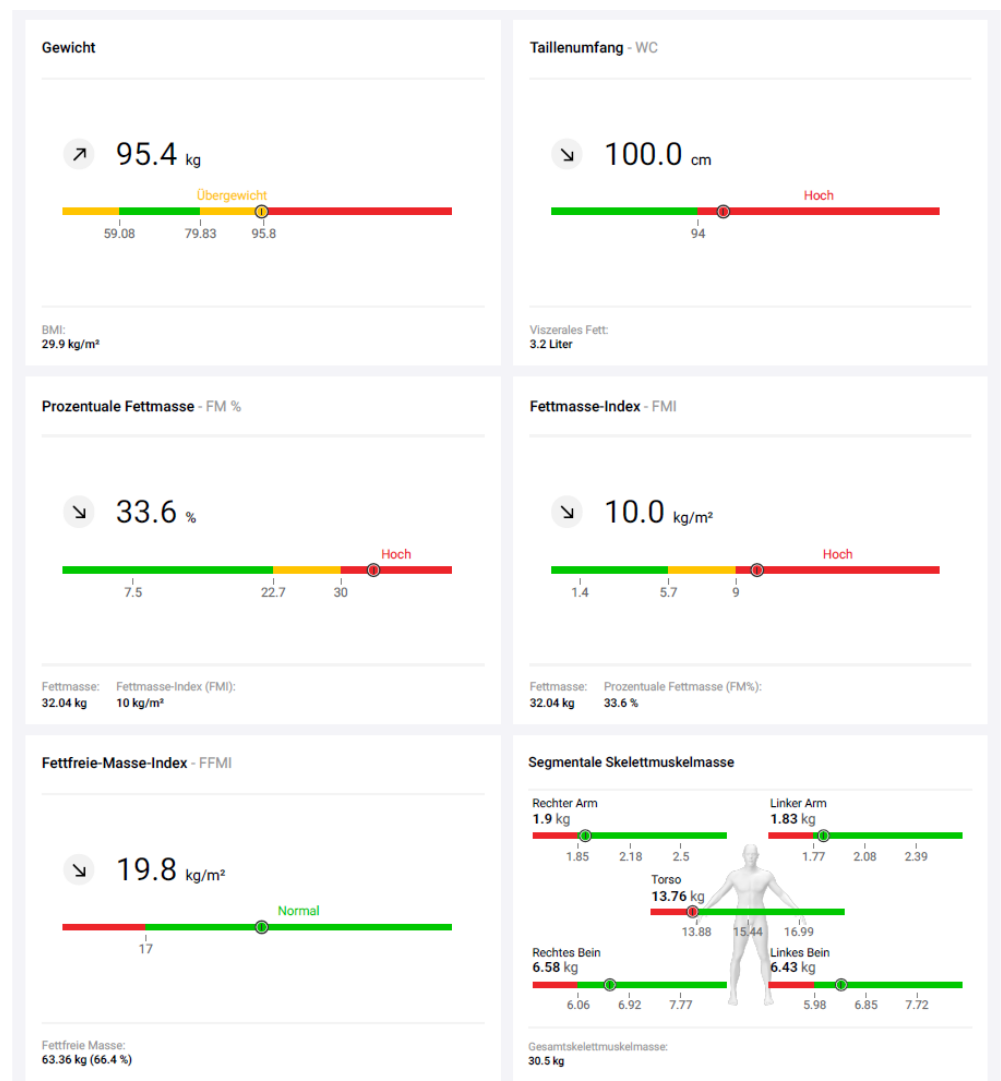 Gewicht
95.4 kg
Übergewicht
59.08 79.83 95.8
BMI:
29.9 kg/m²
Taillenumfang - WC
100.0 cm
Hoch
94
Viszerales Fett:
3.2 Liter
Prozentuale Fettmasse - FM %
33.6 %
Hoch
7.5 22.7 30
Fettmasse: Fettmasse-Index (FMI):
32.04 kg 10 kg/m²
Fettmasse-Index - FMI
10.0 kg/m²
Hoch
1.4 5.7 9
Fettmasse: Prozentuale Fettmasse (FM%):
32.04 kg 33.6 %
Fettfreie-Masse-Index - FFMI
19.8 kg/m²
Normal
17
Fettfreie Masse:
63.36 kg (66.4 %)
Segmentale Skelettmuskelmasse
Rechter Arm
1.9 kg
1.85 2.18 2.5
Linker Arm
1.83 kg
1.77 2.08 2.39
Torso
13.76 kg
13.88 15.44 16.99
Rechtes Bein
6.58 kg
6.06 6.92 7.77
Linkes Bein
6.43 kg
5.98 6.85 7.72
Gesamtskelettmuskelmasse:
30.5 kg